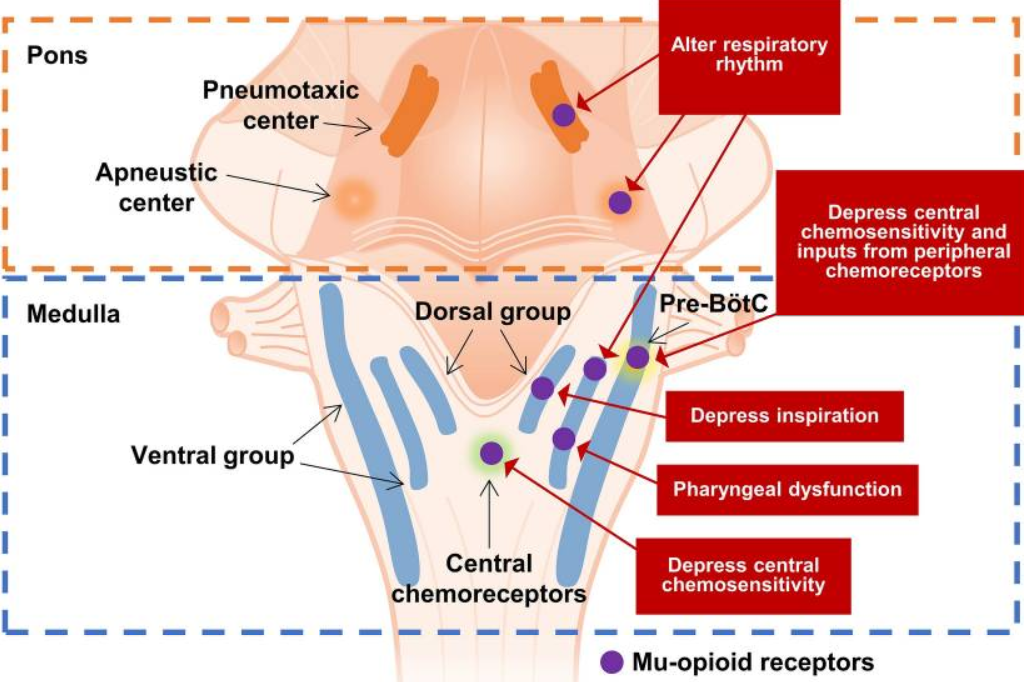 Pons
Alter respiratory
rhythm
Pneumotaxic
center
Apneustic
center
Depress central
chemosensitivity and
inputs from peripheral
chemoreceptors
Medulla
Dorsal group
Pre-BötC
Depress inspiration
Ventral group
Pharyngeal dysfunction
Central
chemoreceptors
Depress central
chemosensitivity
Mu-opioid receptors